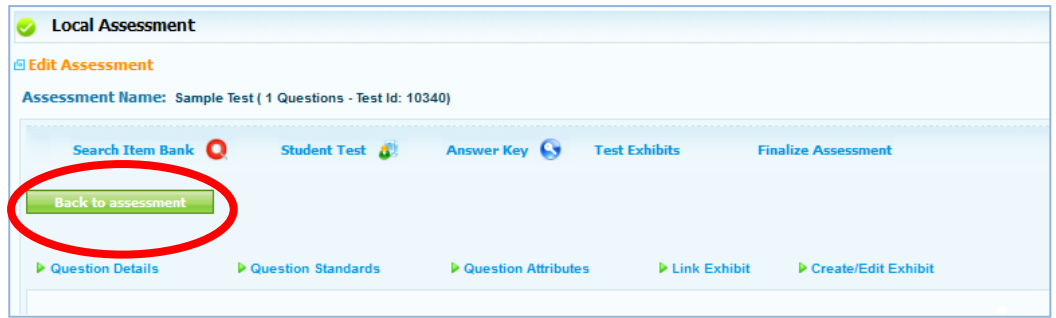 Local Assessment
Edit Assessment
Assessment Name: Sample Test ( 1 Questions - Test Id: 10340)
Search Item Bank Student Test Answer Key Test Exhibits Finalize Assessment
Back to assessment
Question Details Question Standards Question Attributes Link Exhibit Create/Edit Exhibit